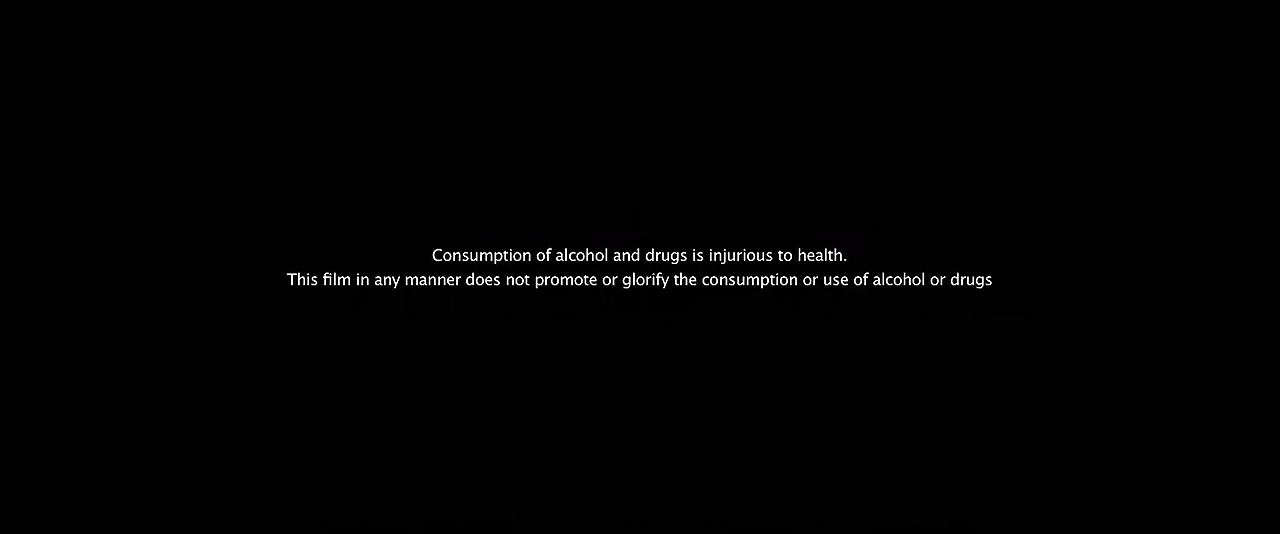 Consumption of alcohol and drugs is injurious to health.
This film in any manner does not promote or glorify the consumption or use of alcohol or drugs